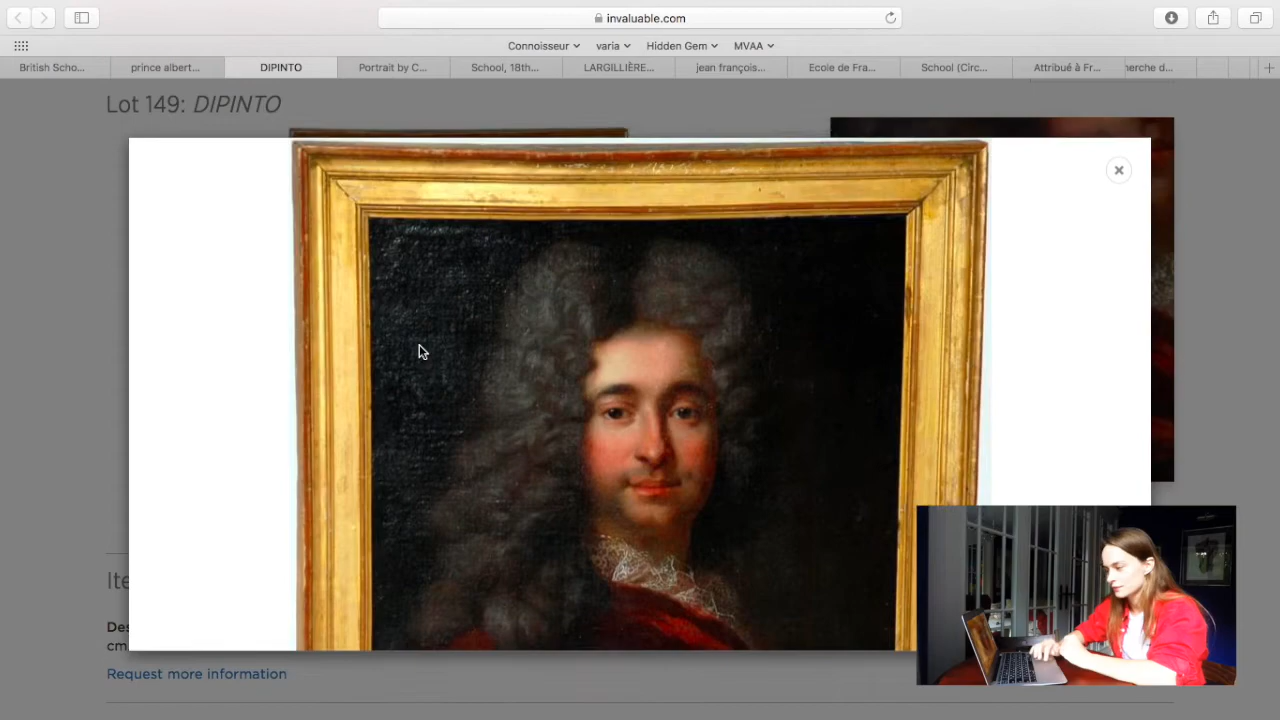 invaluable.com
Connoisseur varia Hidden Gem MVAA
British Scho... prince albert... DIPINTO Portrait by C... School, 18th... LARGILLIÈRE... jean françois... Ecole de Fra... School (Circ... Attribué à Fr... herche d...
Lot 149: DIPINTO
Ite
Des
cm
Request more information